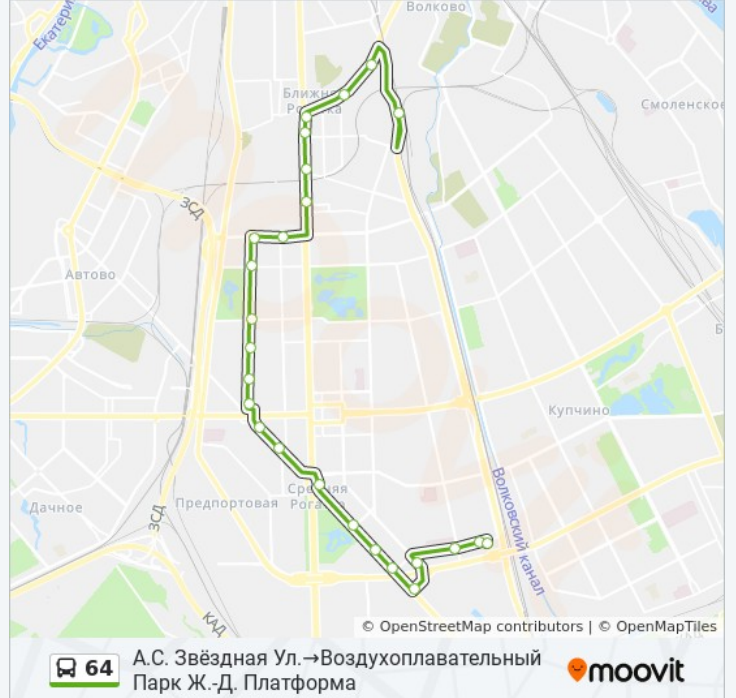 Екатери
Волково
Ближн
Рогатка
Смоленское
ЗСД
Автово
Купчино
Средняя
Рогатка
Предпортовая
Дачное
ЗСД
Волковский канал
КАД
© OpenStreetMap contributors | © OpenMapTiles
64
А.С. Звёздная Ул.→Воздухоплавательный
Парк Ж.-Д. Платформа
moovit